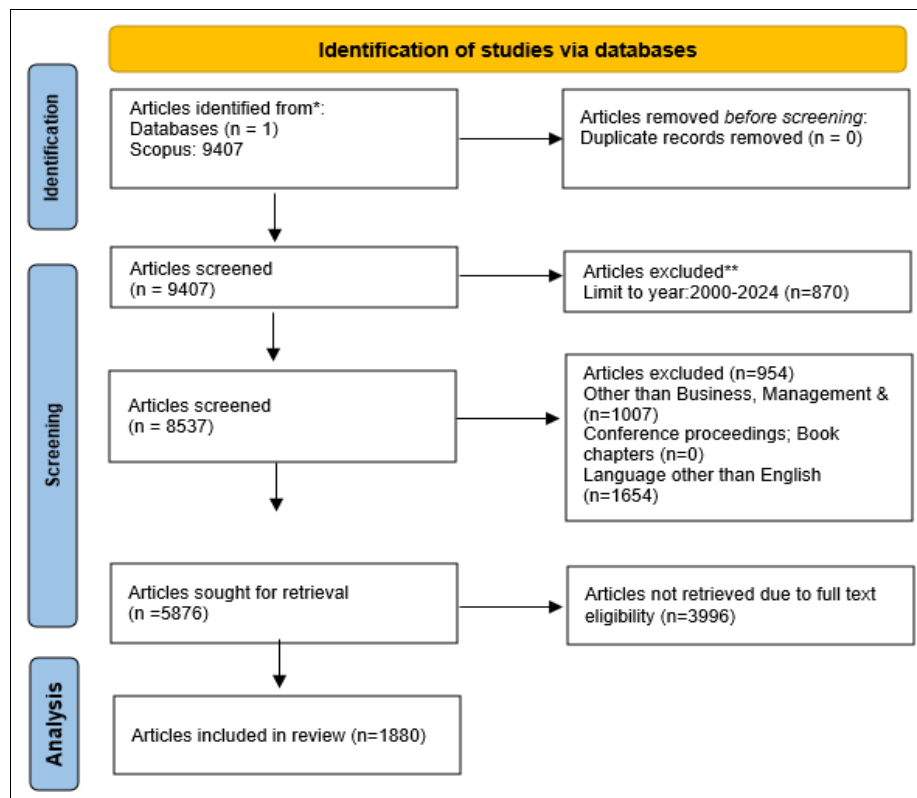 Identification of studies via databases
Identification
Articles identified from*:
Databases (n = 1)
Scopus: 9407
Articles removed before screening:
Duplicate records removed (n = 0)
Screening
Articles screened
(n = 9407)
Articles excluded**
Limit to year:2000-2024 (n=870)
Articles screened
(n = 8537)
Articles excluded (n=954)
Other than Business, Management &
(n=1007)
Conference proceedings; Book
chapters (n=0)
Language other than English
(n=1654)
Articles sought for retrieval
(n =5876)
Articles not retrieved due to full text
eligibility (n=3996)
Analysis
Articles included in review (n=1880)